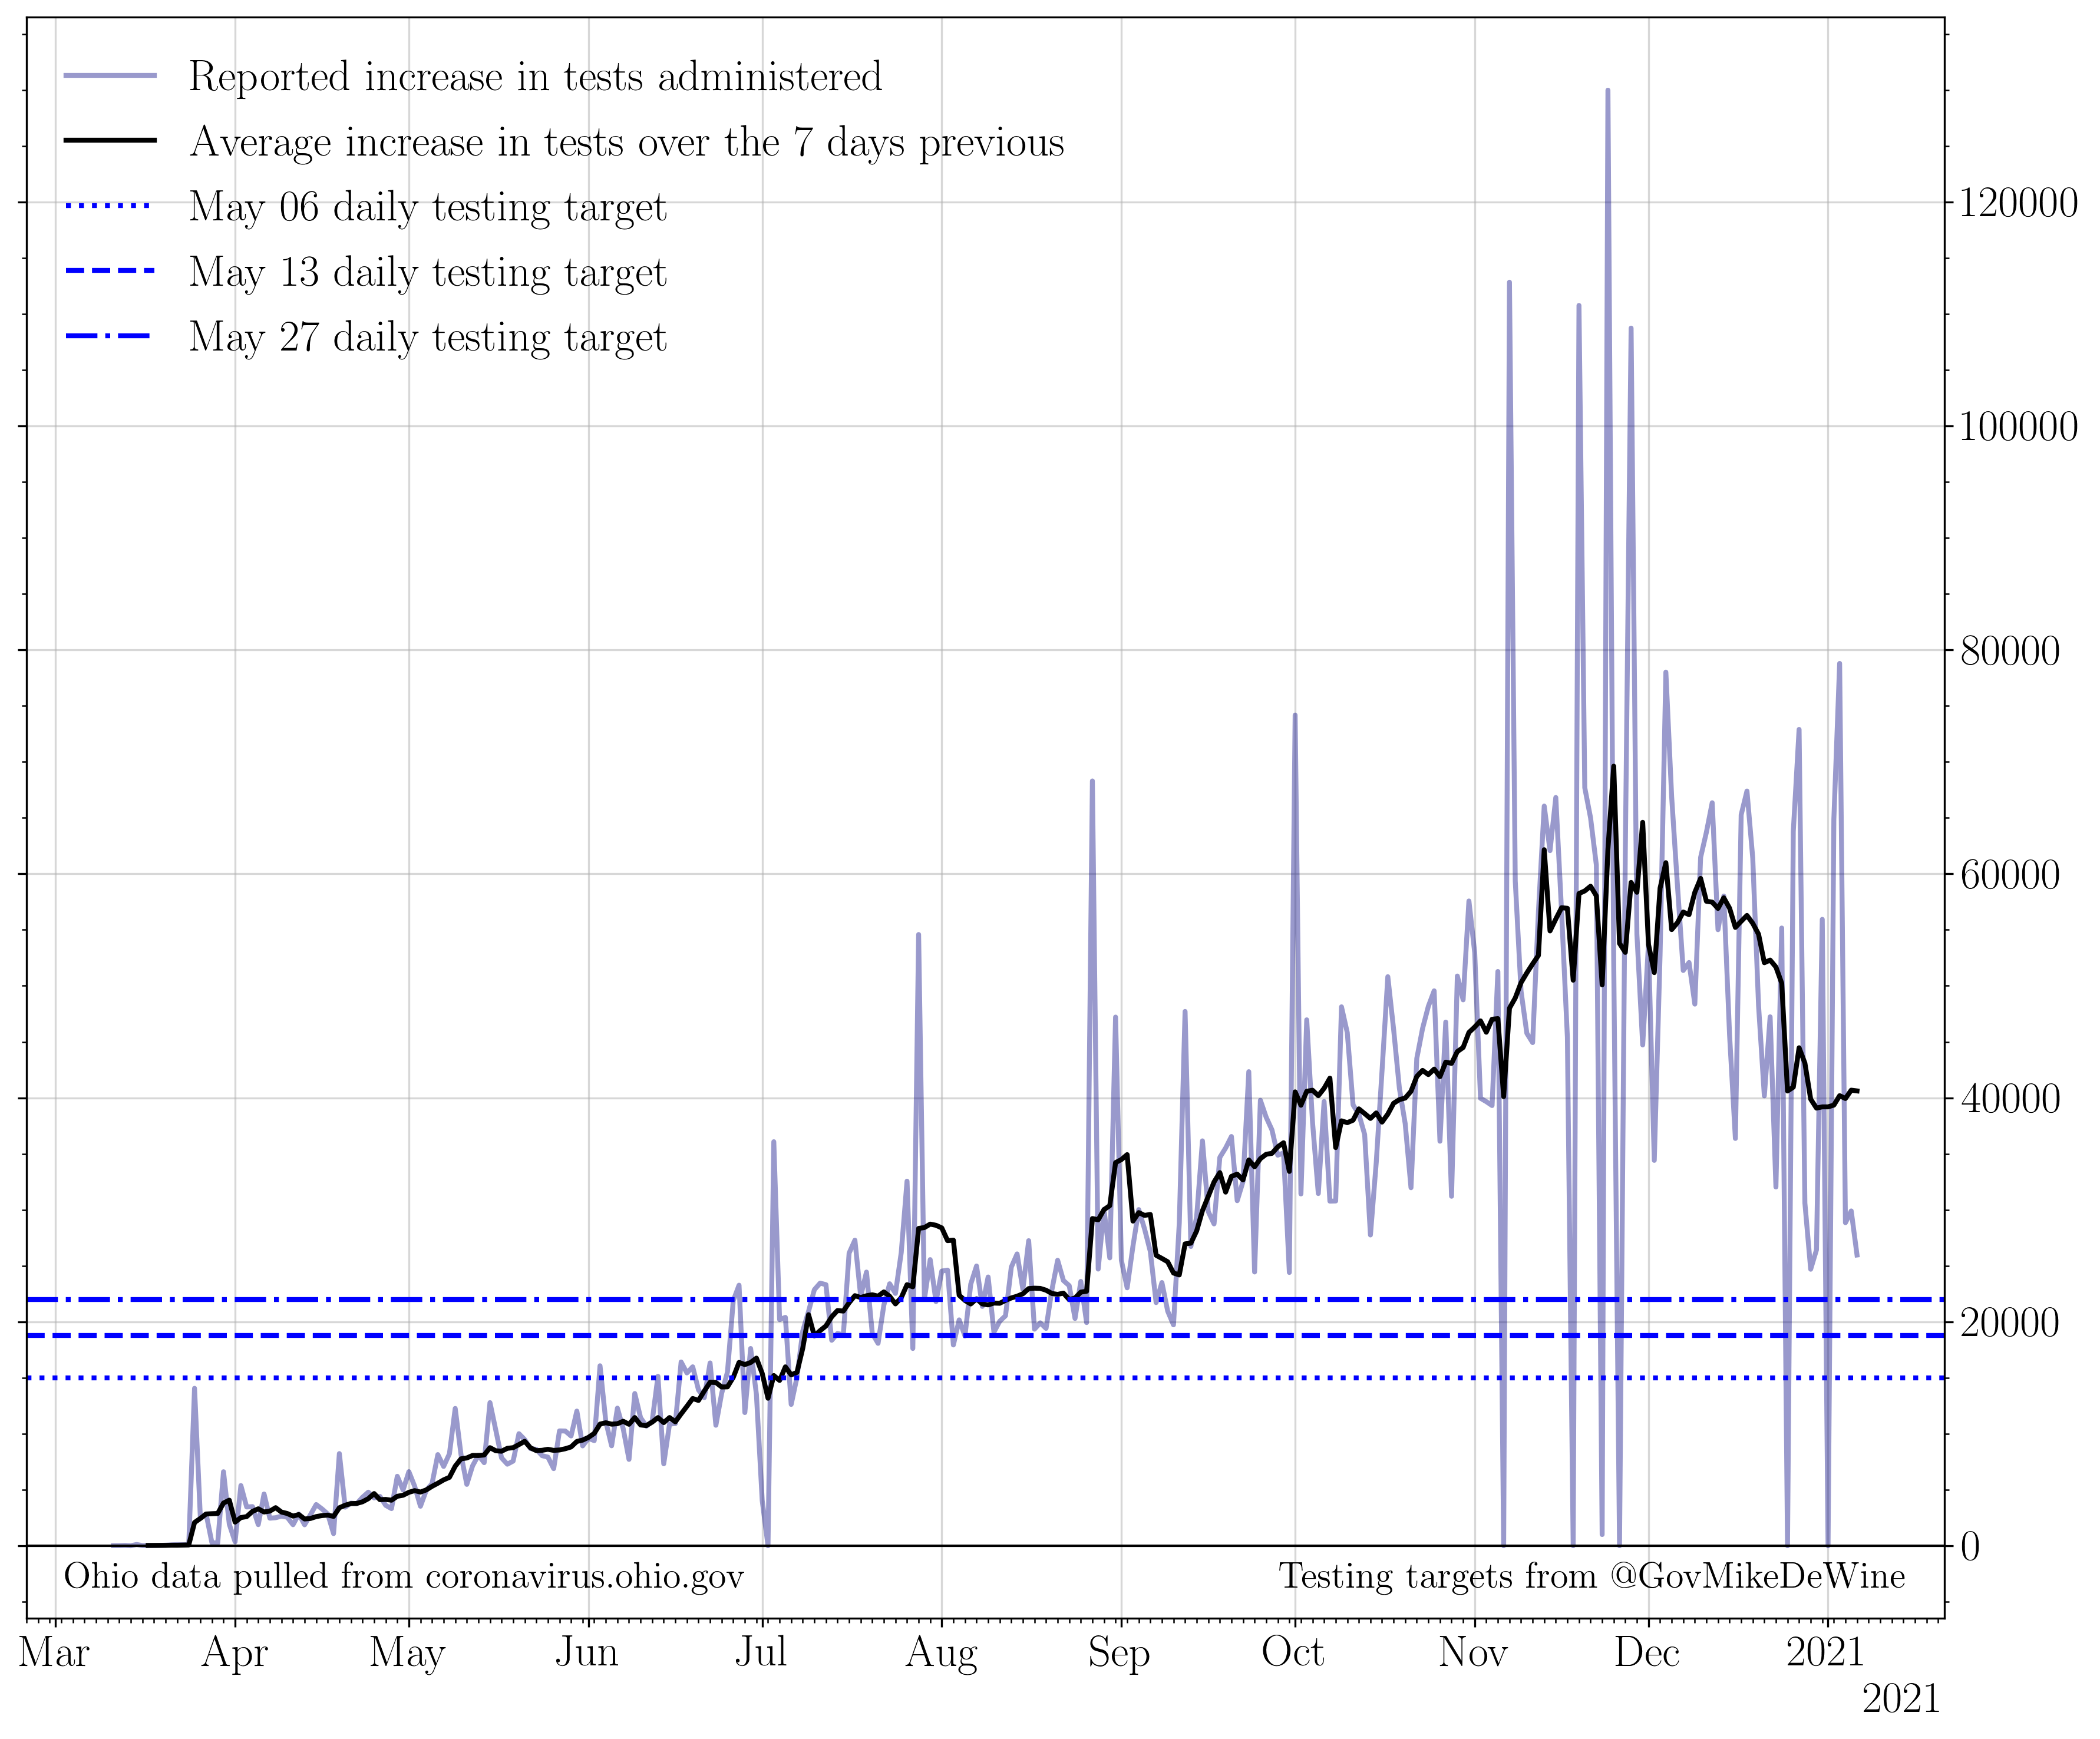 Reported increase in tests administered
Average increase in tests over the 7 days previous
May 06 daily testing target
May 13 daily testing target
May 27 daily testing target
120000
100000
80000
60000
40000
20000
0
Ohio data pulled from coronavirus.ohio.gov
Testing targets from @GovMikeDeWine
Mar Apr May Jun Jul Aug Sep Oct Nov Dec 2021
2021